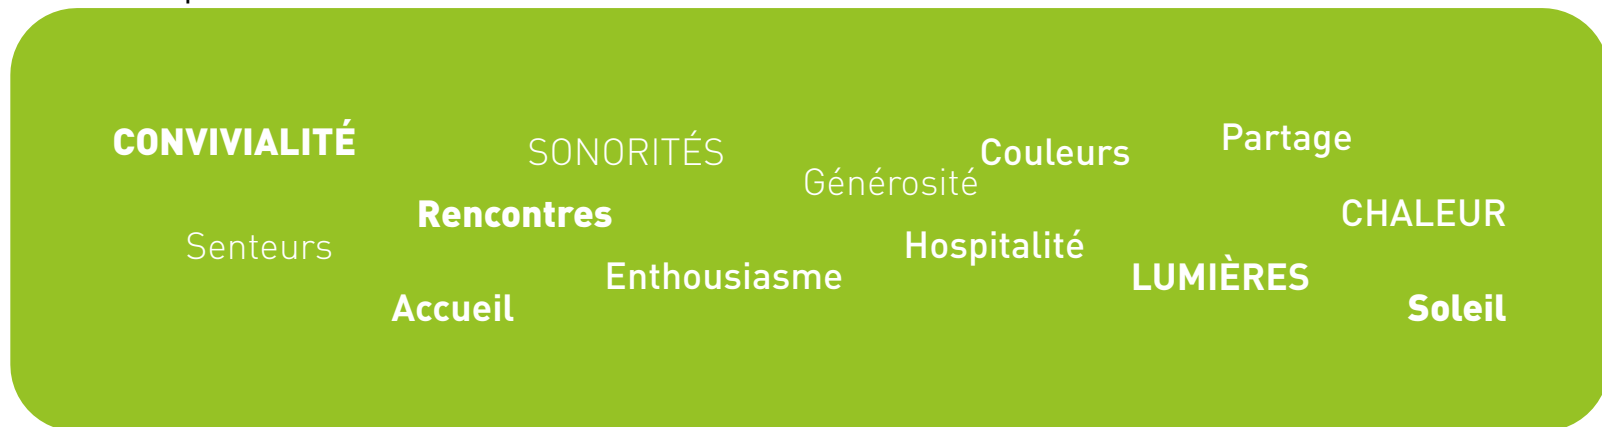 CONVIVIALITÉ
SONORITÉS
Couleurs
Partage
Générosité
Rencontres
CHALEUR
Senteurs
Hospitalité
Enthousiasme
LUMIÈRES
Accueil
Soleil